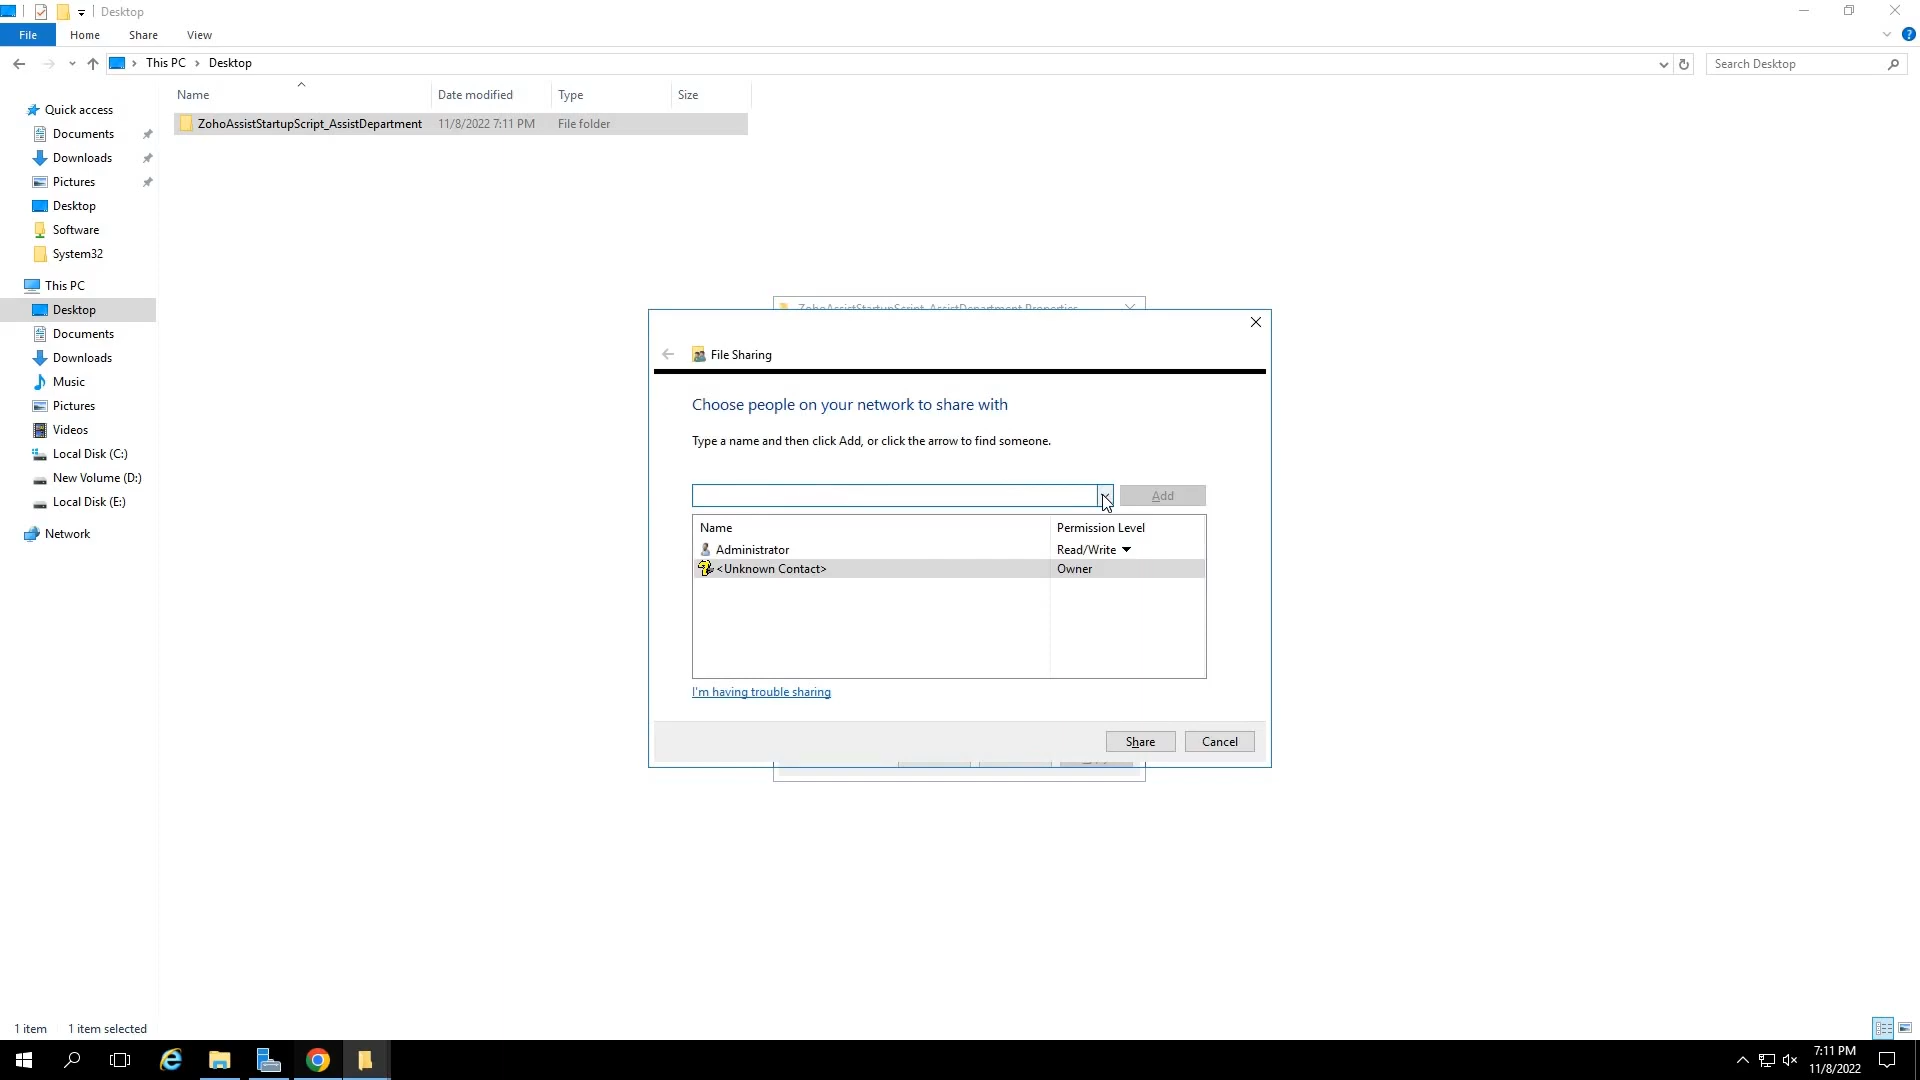 Desktop
File
Home
Share
View
This PC
Desktop
Search Desktop
Name
Date modified
Type
Size
ZohoAssistStartupScript_AssistDepartment
11/8/2022 7:11 PM
File folder
Quick access
Documents
Downloads
Pictures
Desktop
Software
System32
This PC
Desktop
Documents
Downloads
Music
Pictures
Videos
Local Disk (C:)
New Volume (D:)
Local Disk (E:)
Network
ZohoAssistStartupScript_AssistDepartment Properties
File Sharing
Choose people on your network to share with
Type a name and then click Add, or click the arrow to find someone.
Add
Name
Permission Level
Administrator
Read/Write
<Unknown Contact>
Owner
I'm having trouble sharing
Share
Cancel
1 item
1 item selected
7:11 PM
11/8/2022